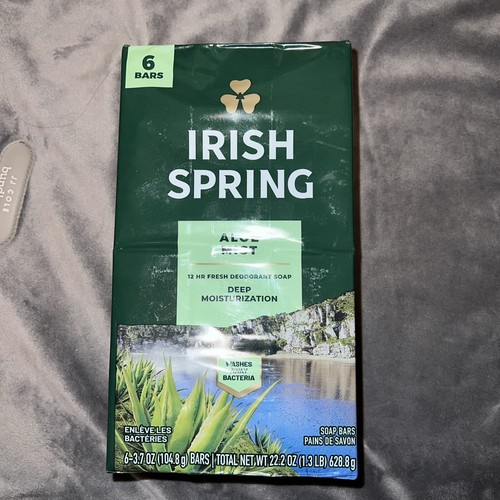 6
BARS
IRISH
SPRING
ALOE
MIST
12 HR FRESH DEODORANT SOAP
DEEP
MOISTURIZATION
WASHES
BACTERIA
ENLÈVE LES
BACTÉRIES
SOAP BARS
PAINS DE SAVON
6-3.7 OZ (104.8 g) BARS | TOTAL NET WT 22.2 OZ (1.3 LB) 628.8 g